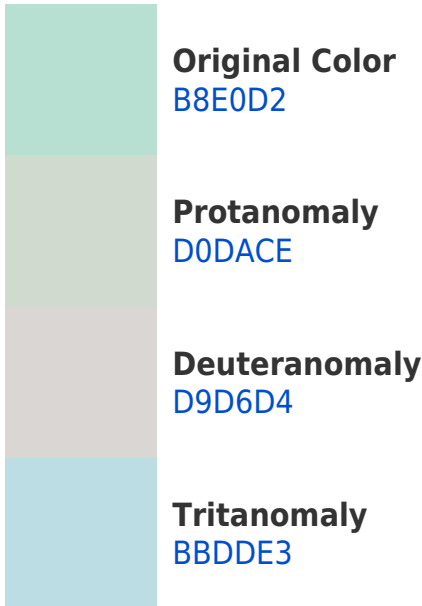 Original Color
B8E0D2
Protanomaly
D0DACE
Deuteranomaly
D9D6D4
Tritanomaly
BBDDE3